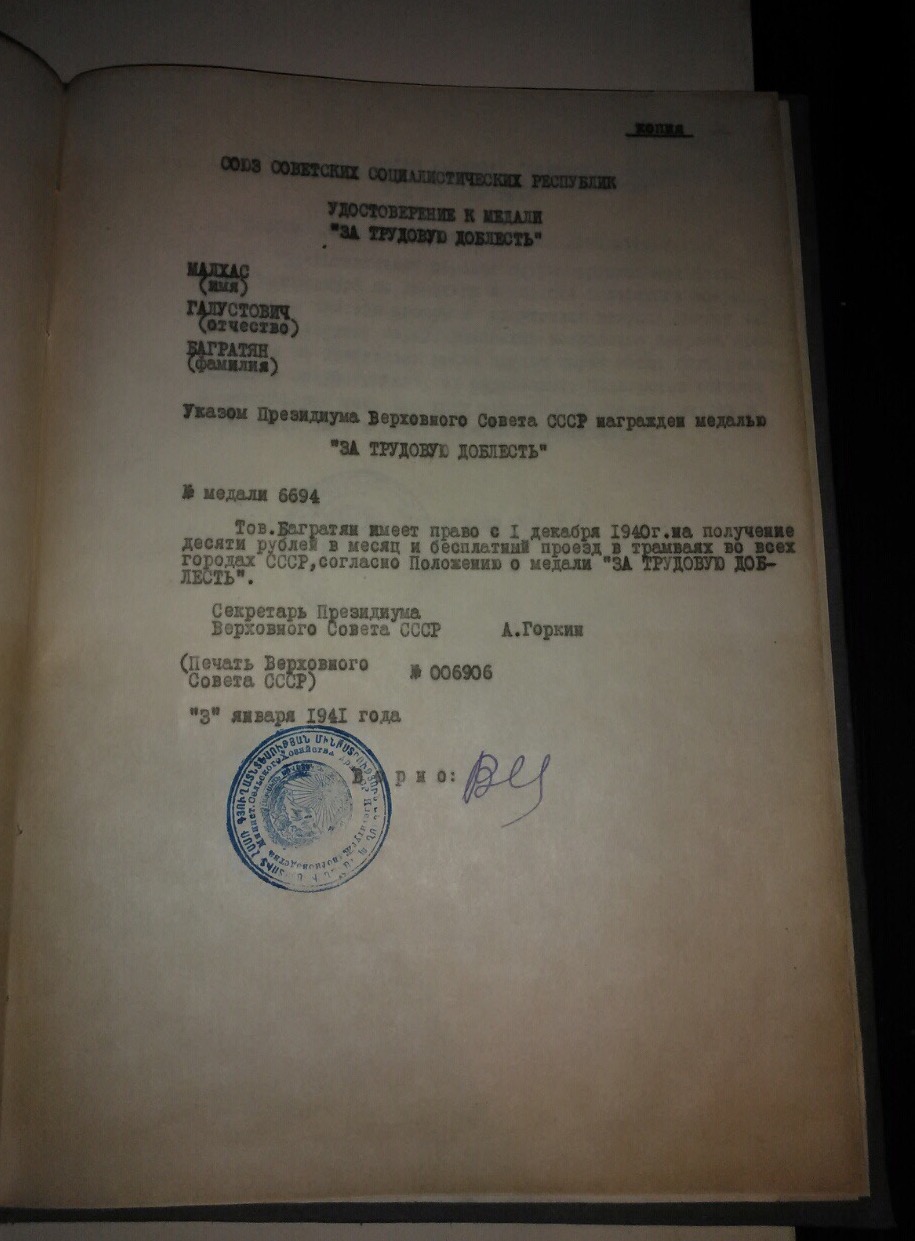 копия
СОЮЗ СОВЕТСКИХ СОЦИАЛИСТИЧЕСКИХ РЕСПУБЛИК
УДОСТОВЕРЕНИЕ К МЕДАЛИ
"ЗА ТРУДОВУЮ ДОБЛЕСТЬ"
МАЛХАС
(имя)
ГАЛУСТОВИЧ
(отчество)
БАГРАТЯН
(фамилия)
Указом Президиума Верховного Совета СССР награжден медалью
"ЗА ТРУДОВУЮ ДОБЛЕСТЬ"
№ медали 6694
Тов.Багратян имеет право с I декабря 1940г.на получение
десяти рублей в месяц и бесплатный проезд в трамваях во всех
городах СССР,согласно Положению о медали "ЗА ТРУДОВУЮ ДОБ-
ЛЕСТЬ".
Секретарь Президиума
Верховного Совета СССР А.Горкин
(Печать Верховного
Совета СССР) № 006906
"3" января 1941 года
рно: